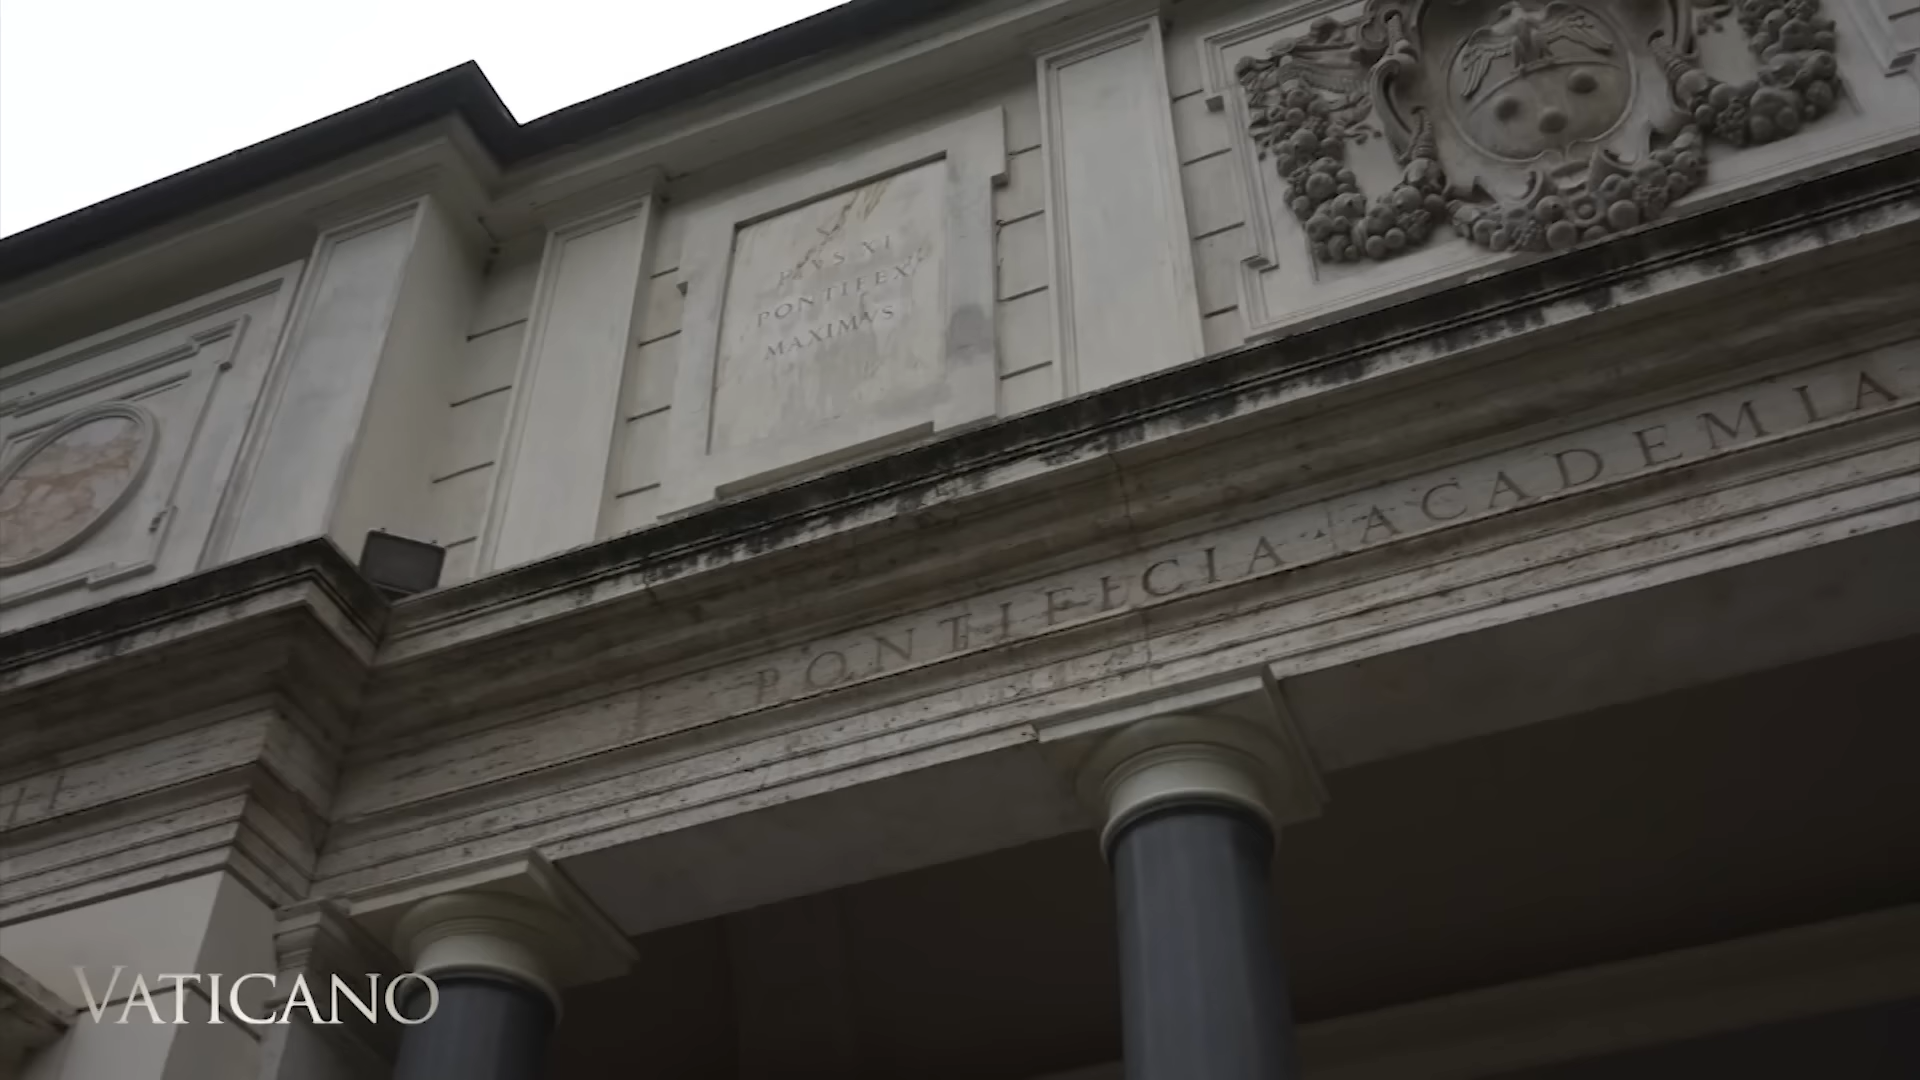 PIVS XI
PONTIFEX
MAXIMVS
PONTIFICIA ACADEMIA
VATICANO